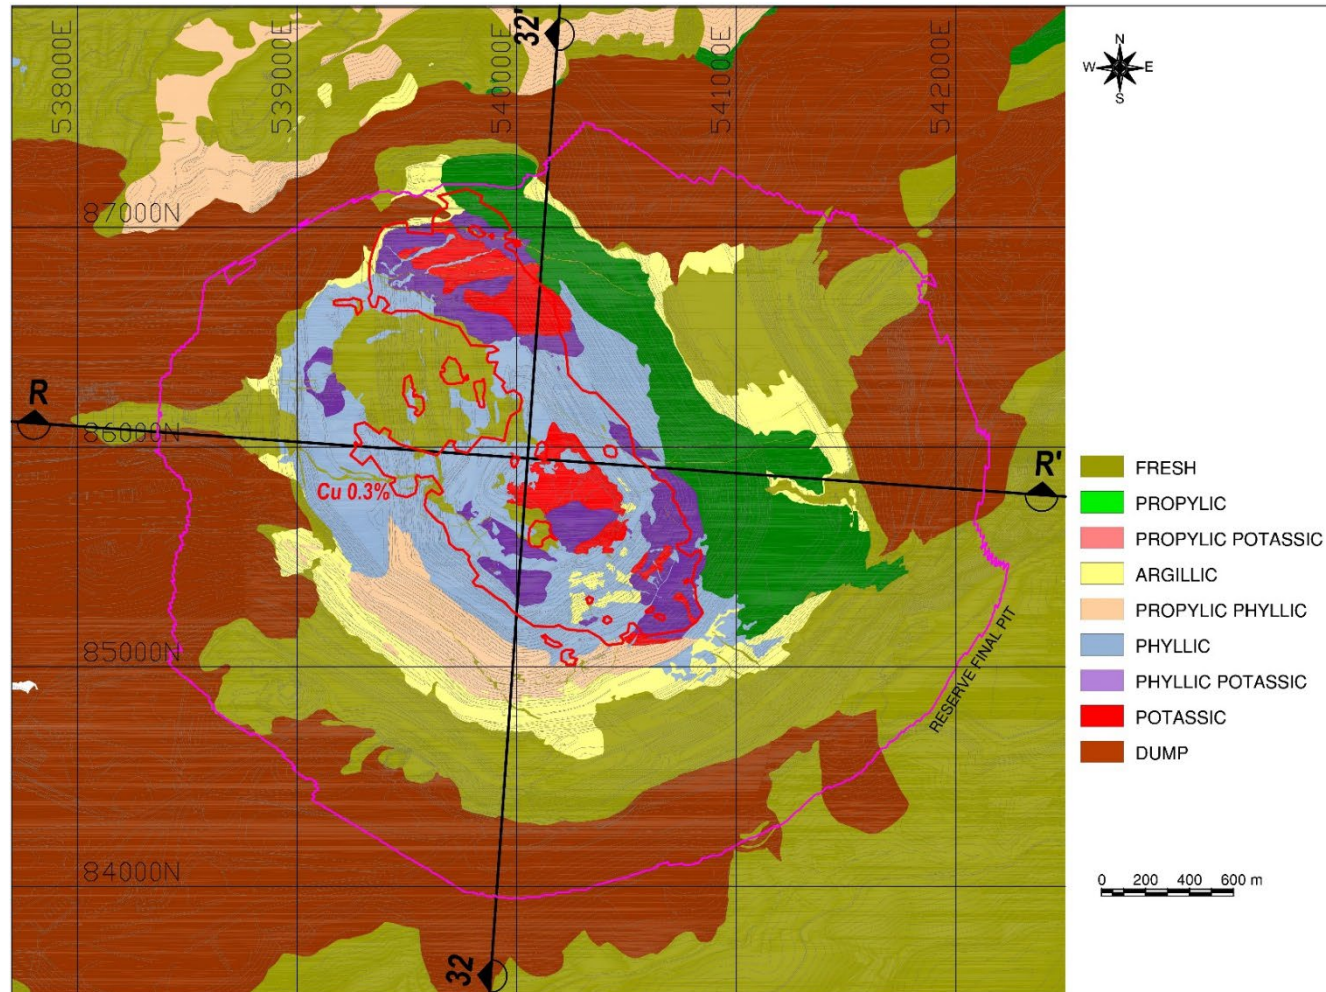 538000E
539000E
540000E
541000E
542000E
32'
N
W E
S
87000N
R
86000N
R'
Cu 0.3%
FRESH
PROPYLIC
PROPYLIC POTASSIC
ARGILLIC
PROPYLIC PHYLLIC
PHYLLIC
PHYLLIC POTASSIC
POTASSIC
DUMP
85000N
RESERVE FINAL PIT
84000N
0 200 400 600 m
32